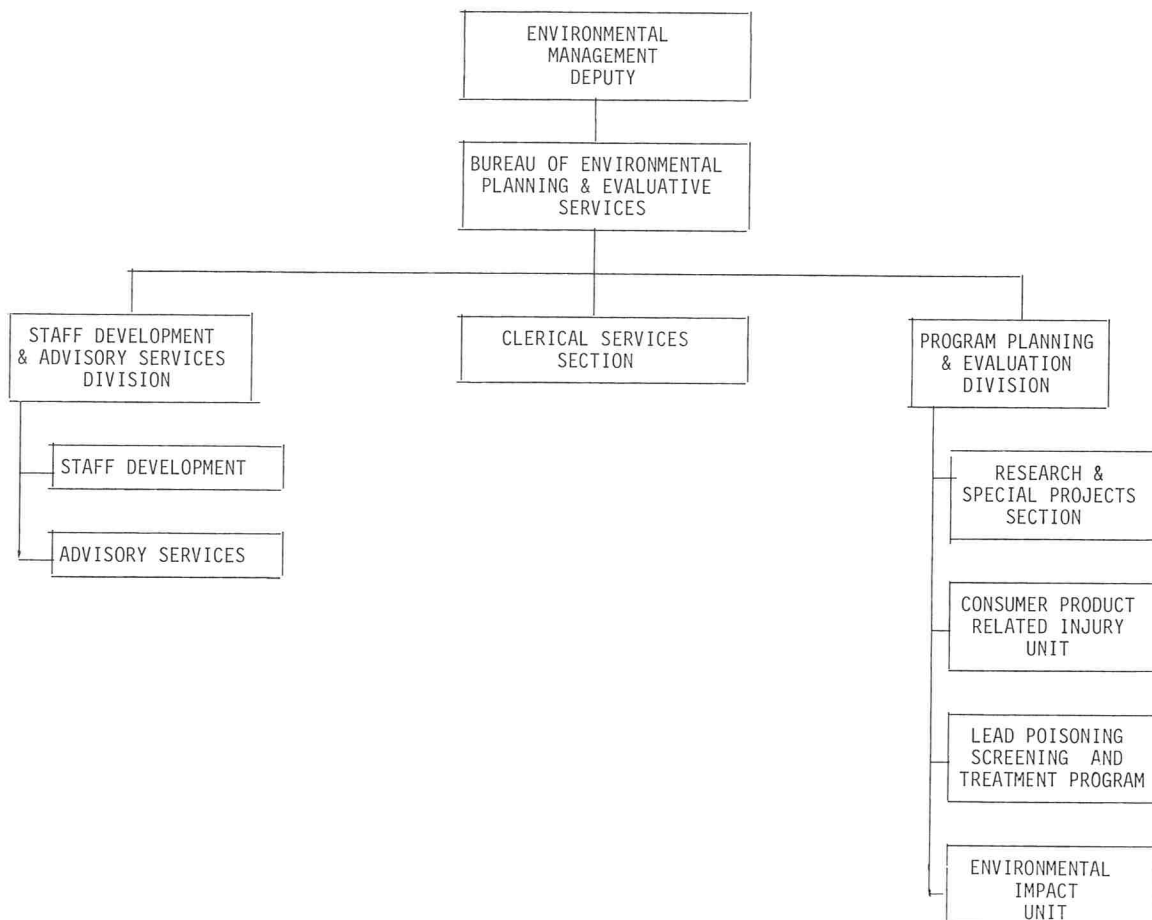 ENVIRONMENTAL
MANAGEMENT
DEPUTY
BUREAU OF ENVIRONMENTAL
PLANNING & EVALUATIVE
SERVICES
STAFF DEVELOPMENT
& ADVISORY SERVICES
DIVISION
STAFF DEVELOPMENT
ADVISORY SERVICES
CLERICAL SERVICES
SECTION
PROGRAM PLANNING
& EVALUATION
DIVISION
RESEARCH &
SPECIAL PROJECTS
SECTION
CONSUMER PRODUCT
RELATED INJURY
UNIT
LEAD POISONING
SCREENING AND
TREATMENT PROGRAM
ENVIRONMENTAL
IMPACT
UNIT